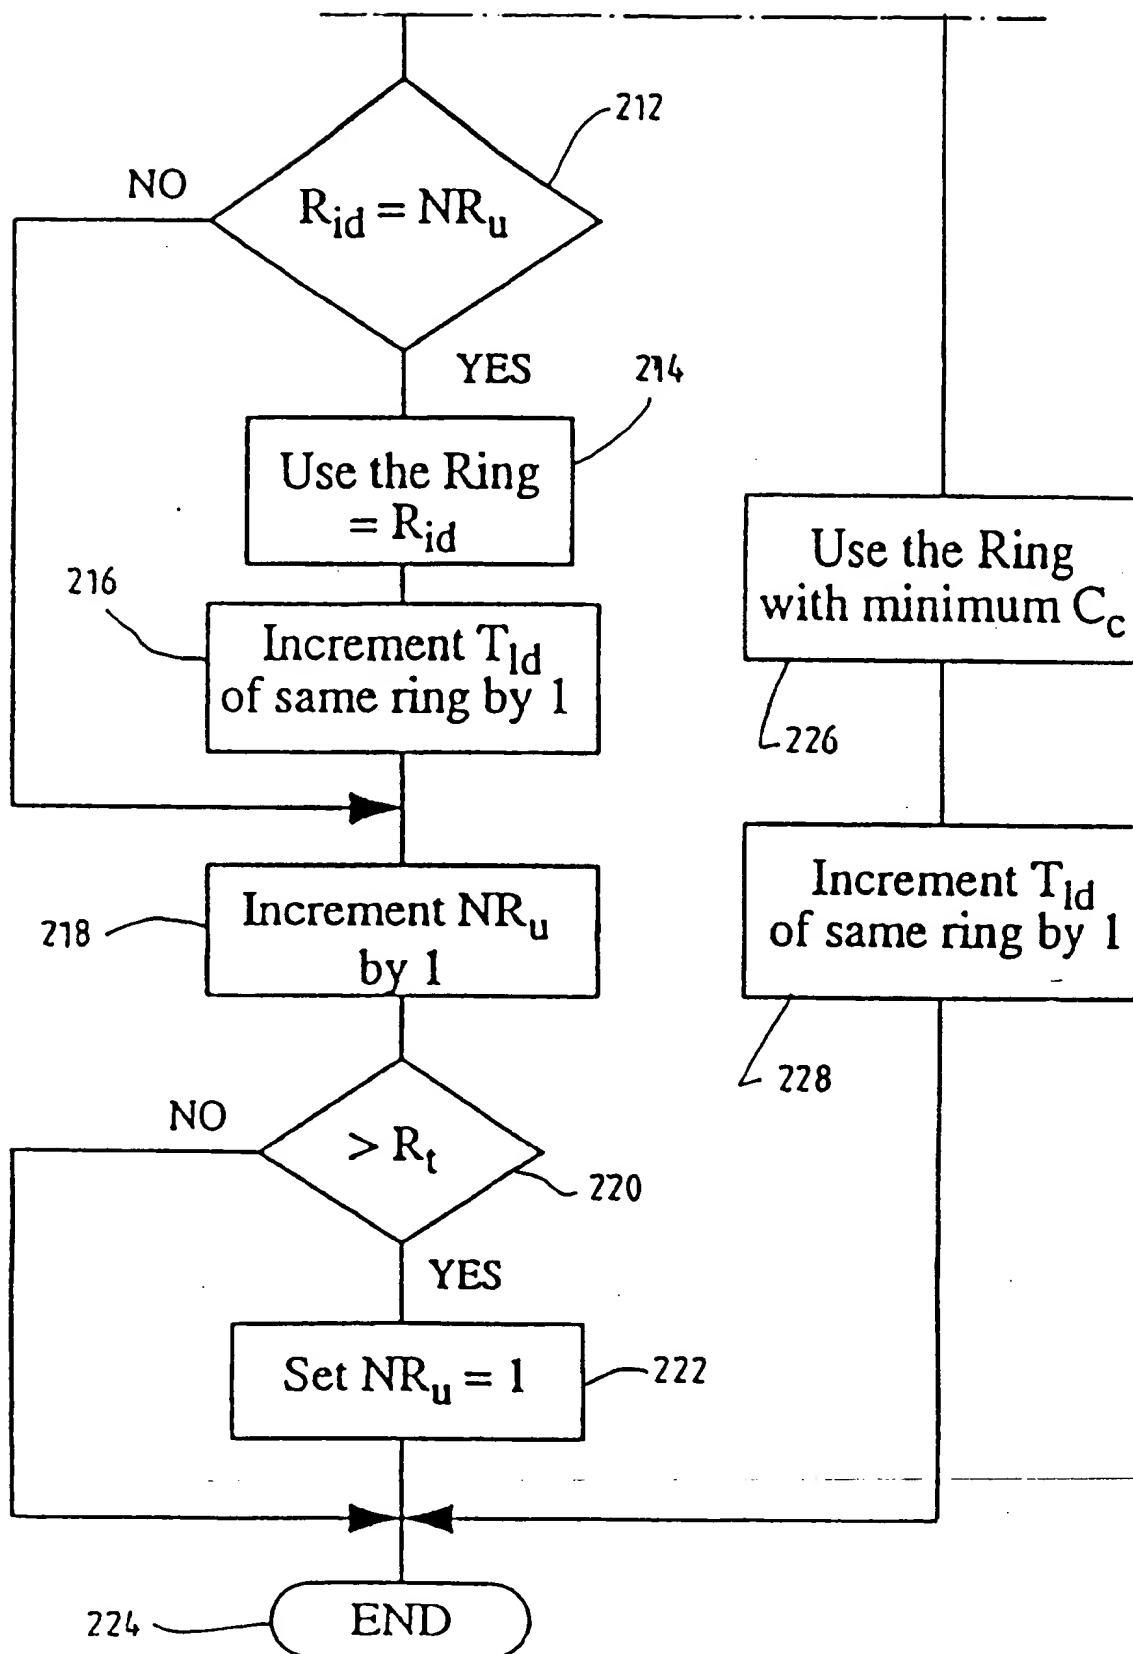 212
NO
R_id = NR_u
YES
214
Use the Ring
= R_id
216
Increment T_ld
of same ring by 1
218
Increment NR_u
by 1
NO
> R_t
220
YES
Set NR_u = 1
222
224
END
Use the Ring
with minimum C_c
226
Increment T_ld
of same ring by 1
228